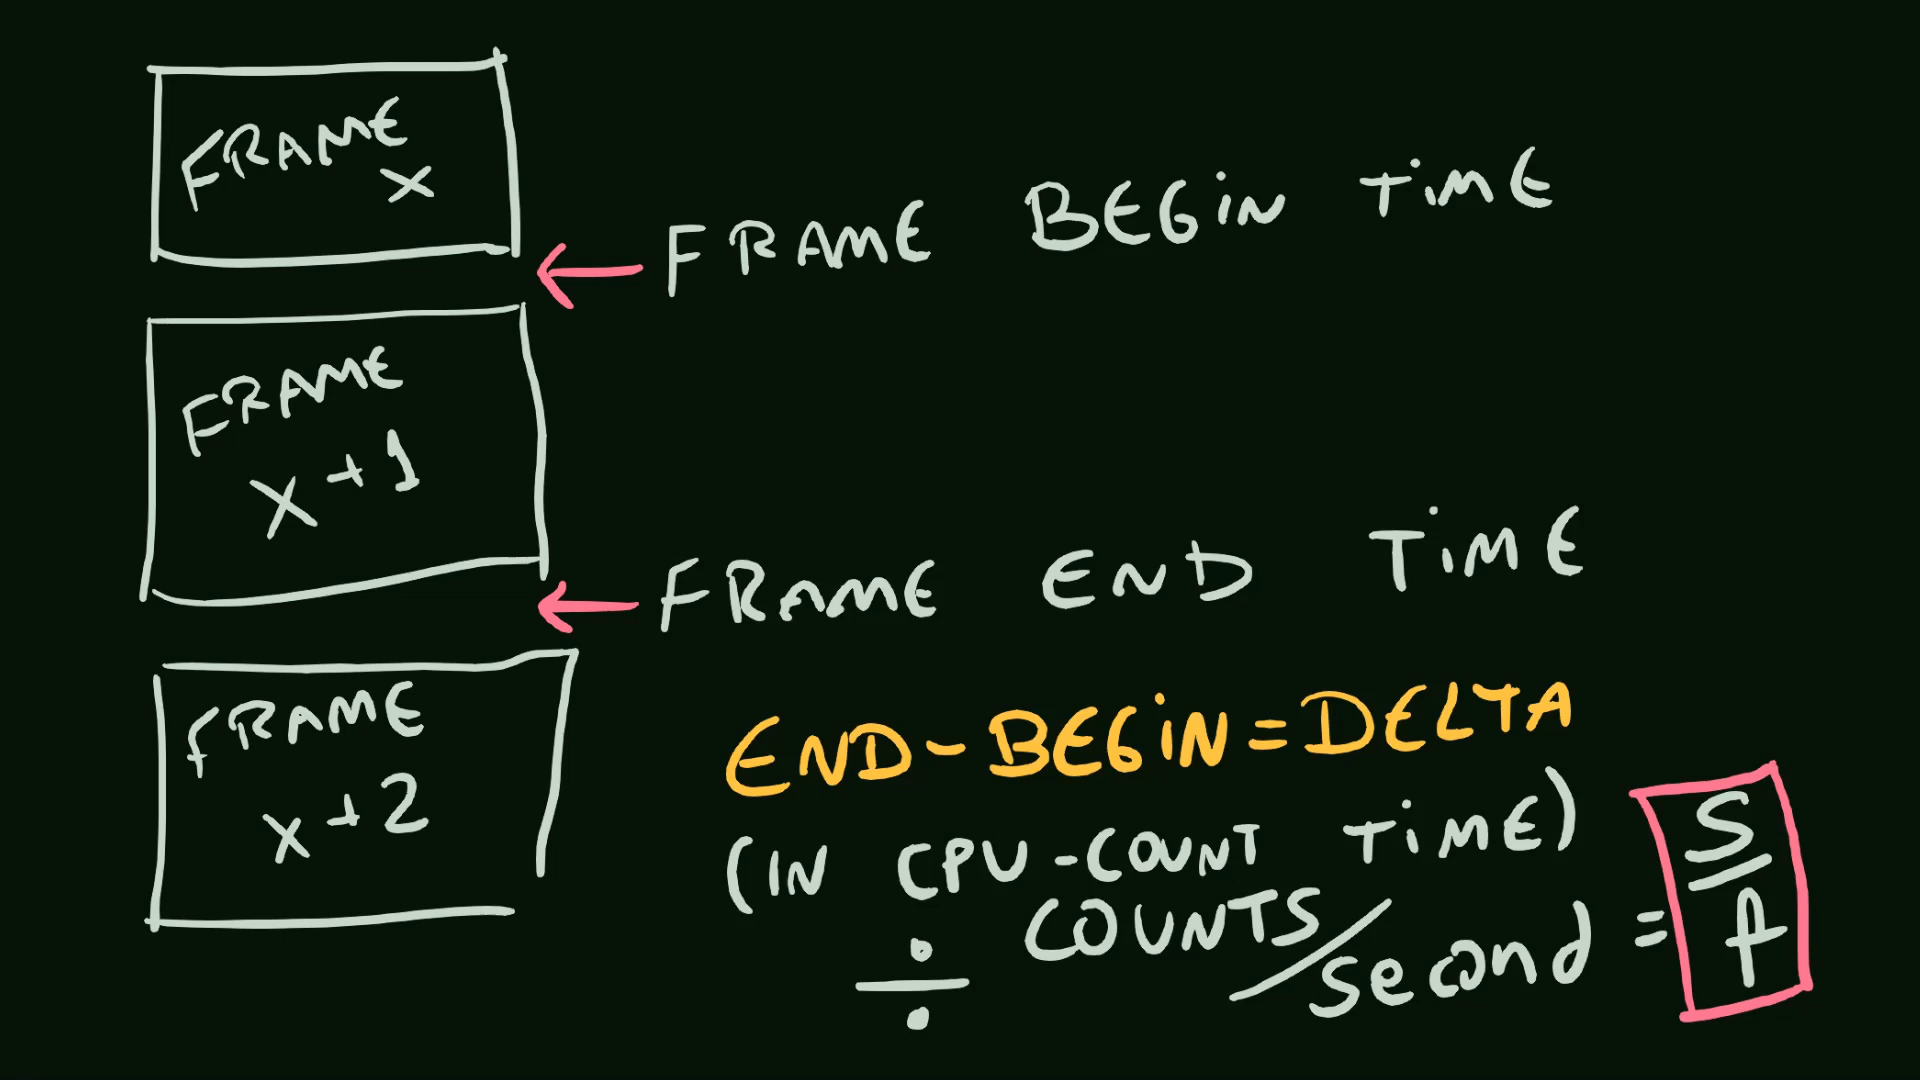 FRAME
x
FRAME BEGIN TIME
FRAME
x+1
FRAME END TIME
FRAME
x+2
END-BEGIN=DELTA
(IN CPU-COUNT TIME)
÷ COUNTS/second = S/f